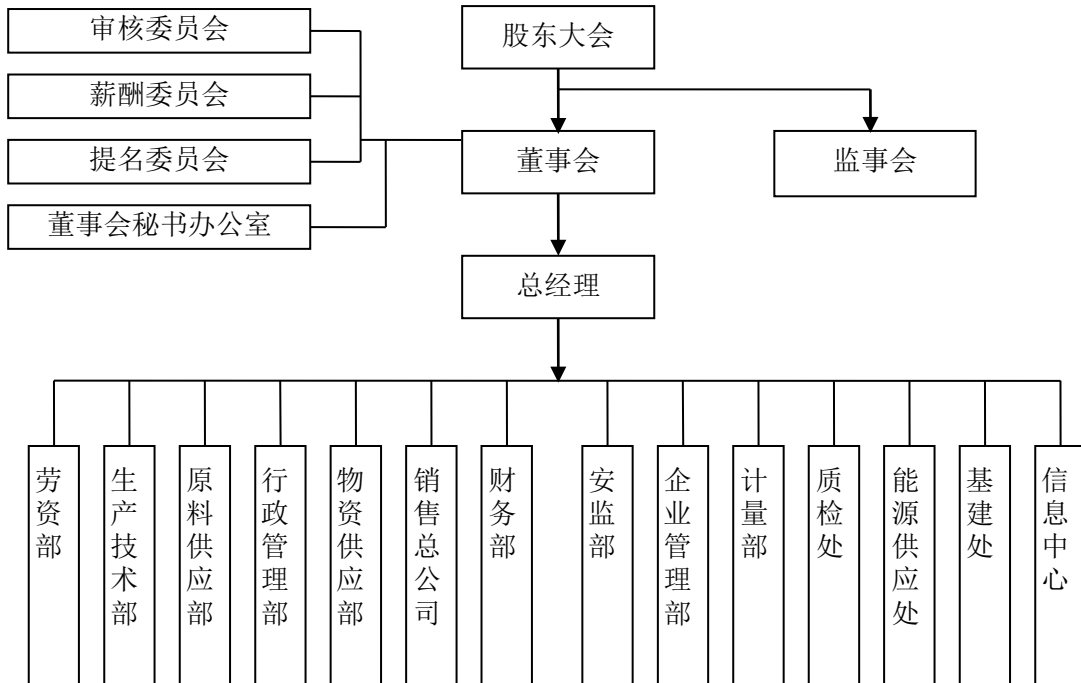 审核委员会
股东大会
薪酬委员会
提名委员会
董事会
监事会
董事会秘书办公室
总经理
劳资部
生产技术部
原料供应部
行政管理部
物资供应部
销售总公司
财务部
安监部
企业管理部
计量部
质检处
能源供应处
基建处
信息中心